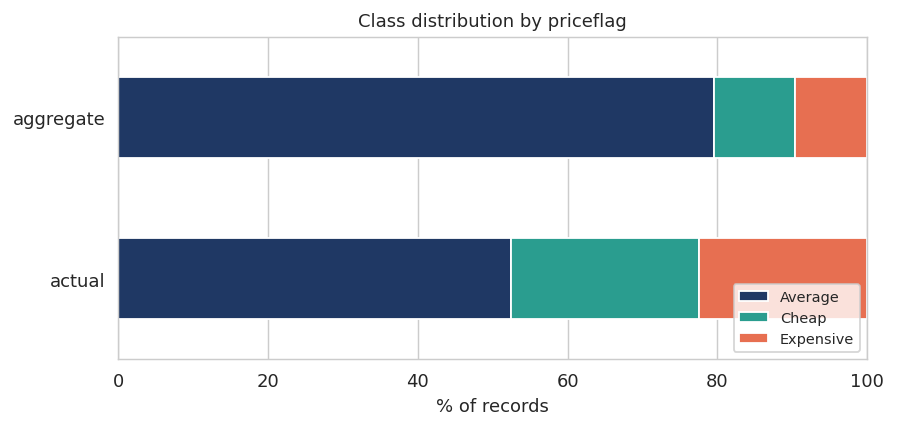 Class distribution by priceflag
aggregate
actual
Average
Cheap
Expensive
0 20 40 60 80 100
% of records